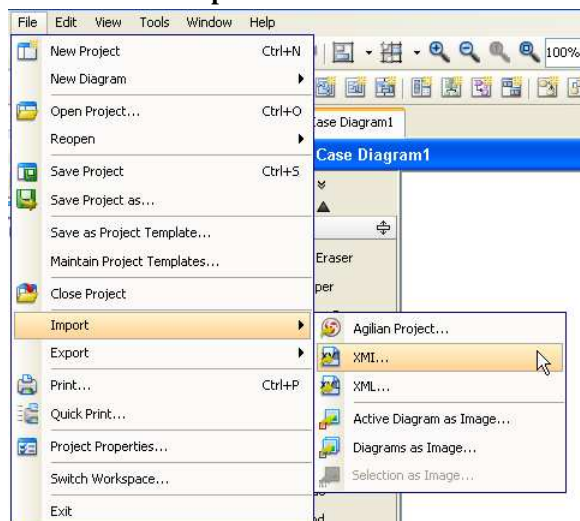 File Edit View Tools Window Help
New Project Ctrl+N
100%
New Diagram
Open Project... Ctrl+O
ase Diagram1
Reopen
Case Diagram1
Save Project Ctrl+S
Save Project as...
Save as Project Template...
Eraser
Maintain Project Templates...
per
Close Project
Import
Agilian Project...
Export
XMI...
Print... Ctrl+P
XML...
Quick Print...
Active Diagram as Image...
Project Properties...
Diagrams as Image...
Switch Workspace...
Selection as Image...
Exit